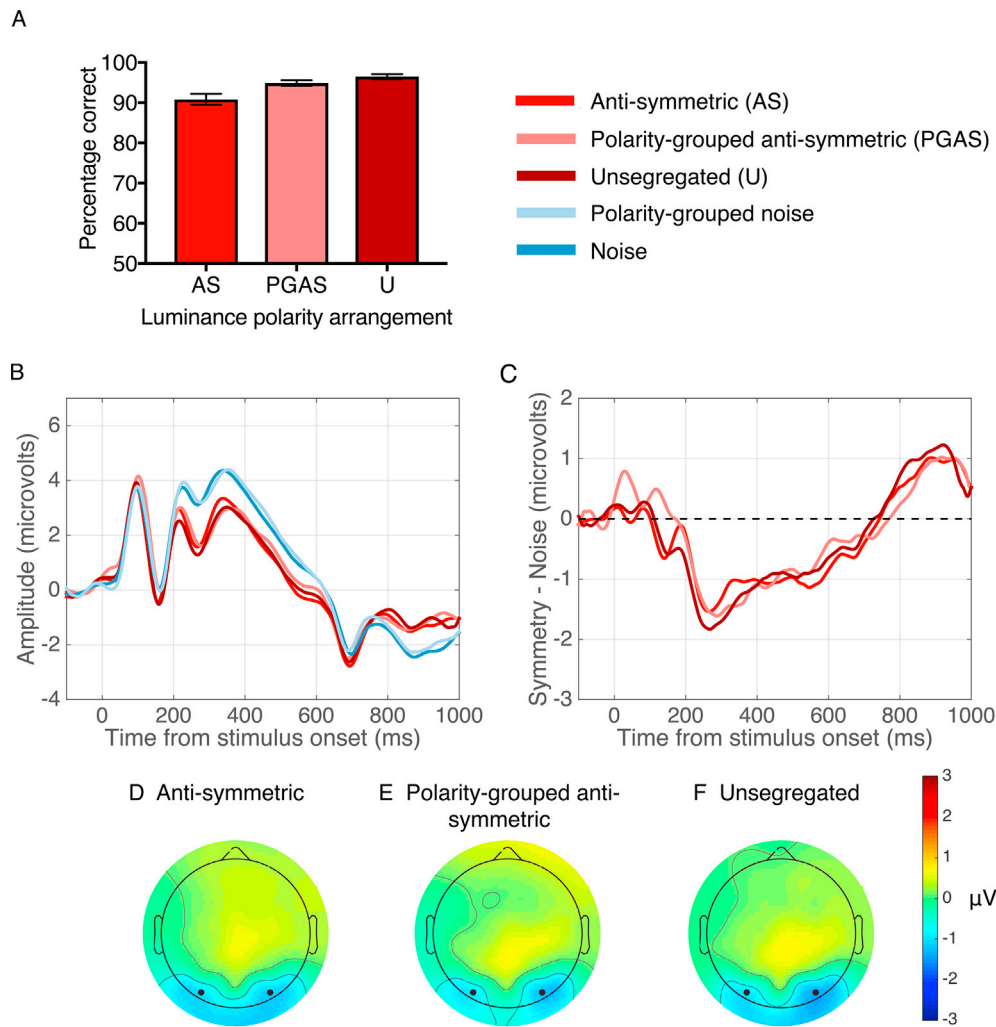 A
100
90
80
70
60
50
Percentage correct
AS PGAS U
Luminance polarity arrangement
Anti-symmetric (AS)
Polarity-grouped anti-symmetric (PGAS)
Unsegregated (U)
Polarity-grouped noise
Noise
B
6
4
2
0
-2
-4
Amplitude (microvolts)
0 200 400 600 800 1000
Time from stimulus onset (ms)
C
2
1
0
-1
-2
-3
Symmetry - Noise (microvolts)
0 200 400 600 800 1000
Time from stimulus onset (ms)
D Anti-symmetric
E Polarity-grouped anti-
symmetric
F Unsegregated
3
2
1
0
-1
-2
-3
μV